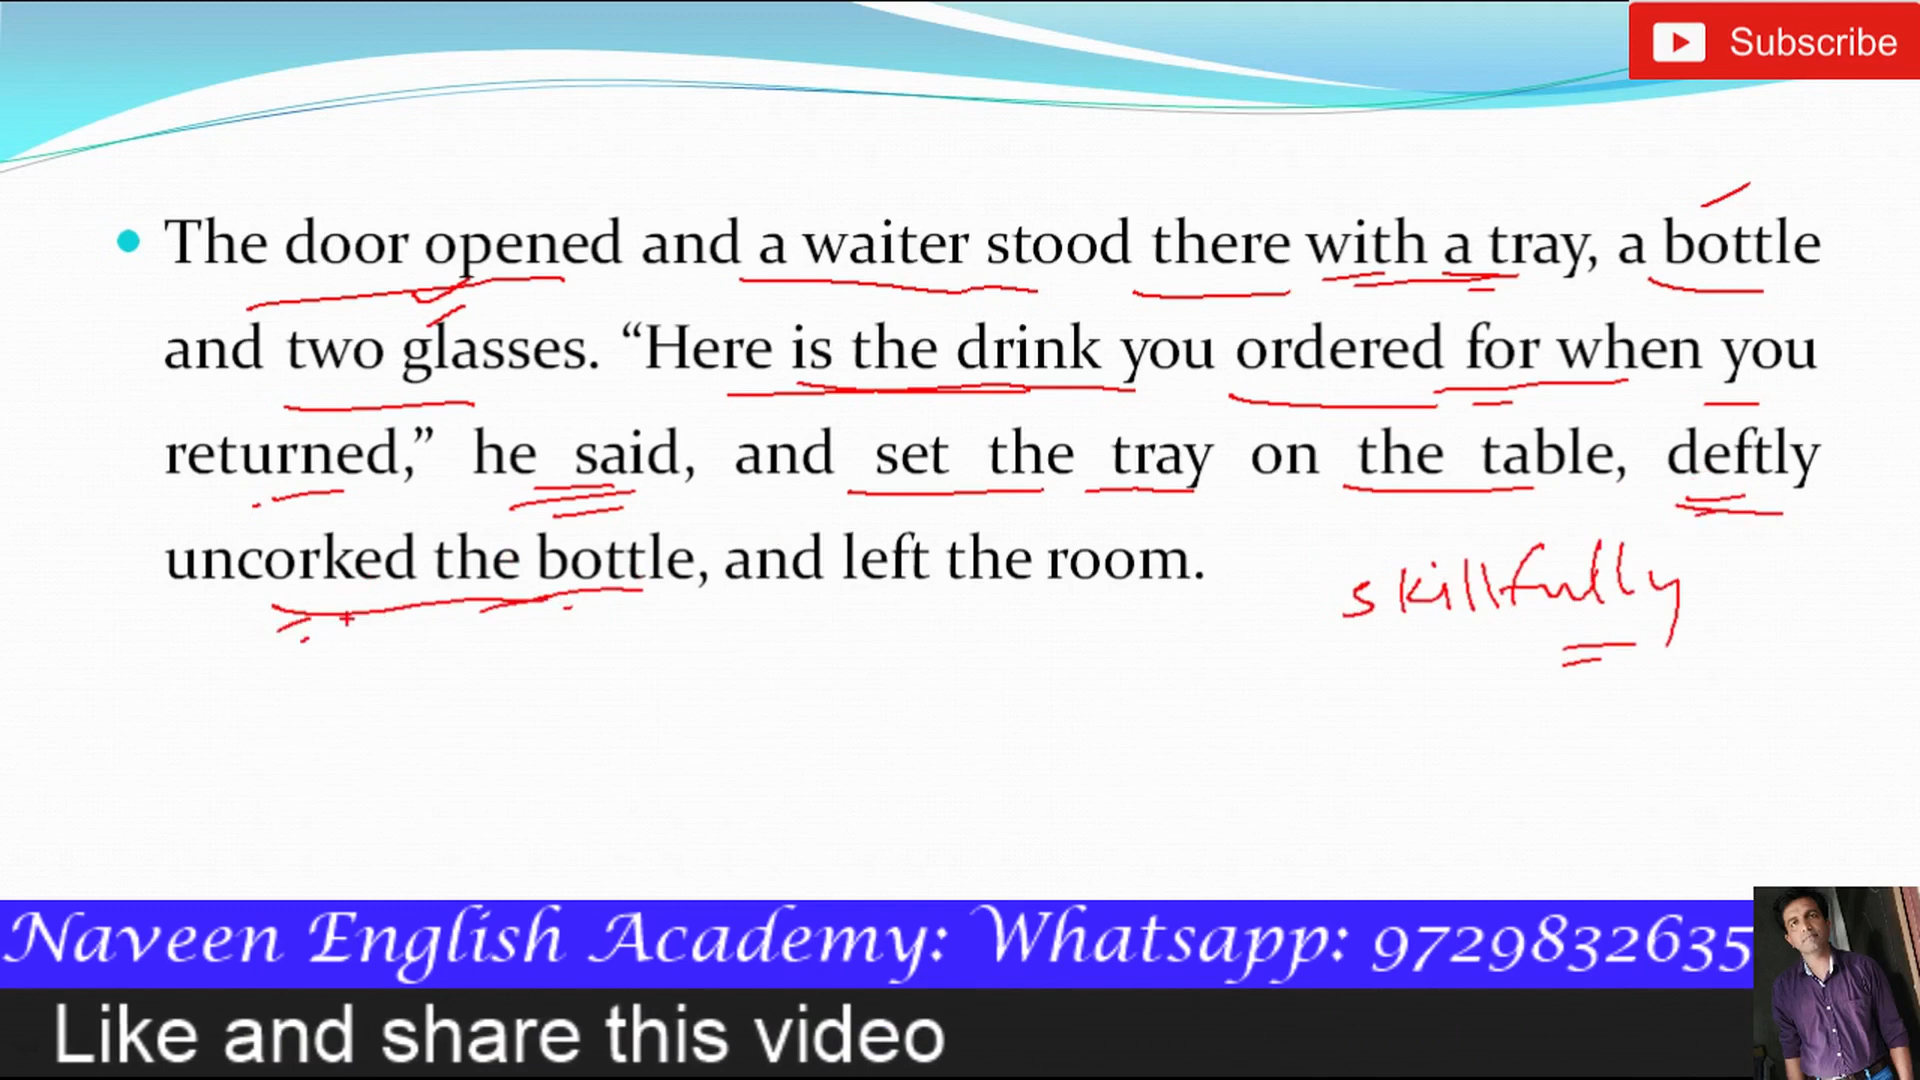 Subscribe
• The door opened and a waiter stood there with a tray, a bottle
and two glasses. “Here is the drink you ordered for when you
returned,” he said, and set the tray on the table, deftly
uncorked the bottle, and left the room.
skillfully
Naveen English Academy: Whatsapp: 9729832635
Like and share this video